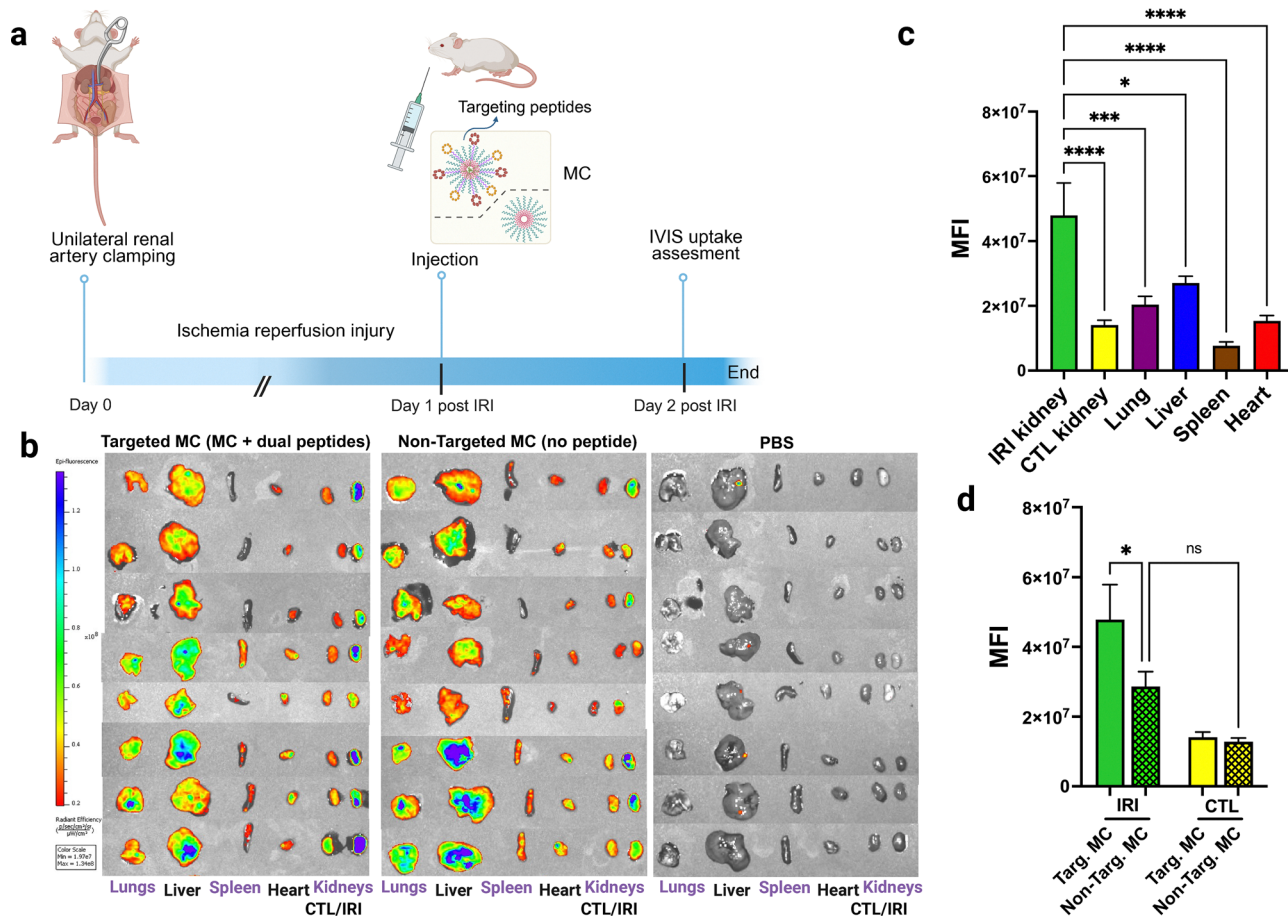 a
Targeting peptides
MC
Unilateral renal
artery clamping
Injection
IVIS uptake
assesment
Ischemia reperfusion injury
End
Day 0
Day 1 post IRI
Day 2 post IRI
b
Targeted MC (MC + dual peptides)
Non-Targeted MC (no peptide)
PBS
Epi-fluorescence
1.2
1.0
x10⁸
0.8
0.6
0.4
0.2
Radiant Efficiency
(p/sec/cm²/sr / µW/cm²)
Color Scale
Min = 1.97e7
Max = 1.34e8
Lungs Liver Spleen Heart Kidneys
CTL/IRI
Lungs Liver Spleen Heart Kidneys
CTL/IRI
Lungs Liver Spleen Heart Kidneys
CTL/IRI
c
****
****
*
***
****
MFI
8×10⁷
6×10⁷
4×10⁷
2×10⁷
0
IRI kidney
CTL kidney
Lung
Liver
Spleen
Heart
d
*
ns
MFI
8×10⁷
6×10⁷
4×10⁷
2×10⁷
0
IRI
CTL
Targ. MC
Non-Targ. MC
Targ. MC
Non-Targ. MC